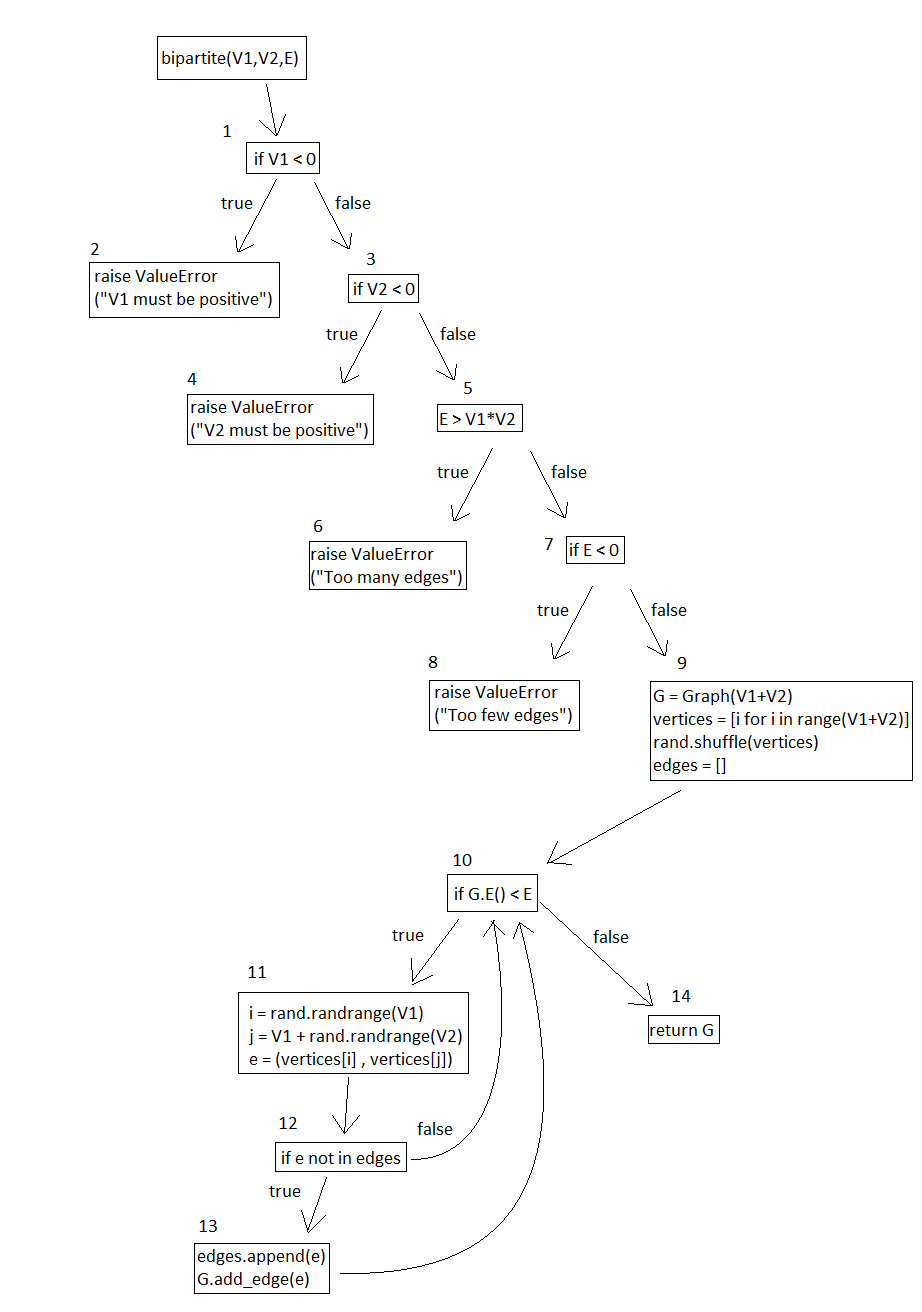 bipartite(V1,V2,E)
1
if V1 < 0
true
false
2
raise ValueError
("V1 must be positive")
3
if V2 < 0
true
false
4
raise ValueError
("V2 must be positive")
5
E > V1*V2
true
false
6
raise ValueError
("Too many edges")
7
if E < 0
true
false
8
raise ValueError
("Too few edges")
9
G = Graph(V1+V2)
vertices = [i for i in range(V1+V2)]
rand.shuffle(vertices)
edges = []
10
if G.E() < E
true
false
11
i = rand.randrange(V1)
j = V1 + rand.randrange(V2)
e = (vertices[i] , vertices[j])
14
return G
12
if e not in edges
false
true
13
edges.append(e)
G.add_edge(e)